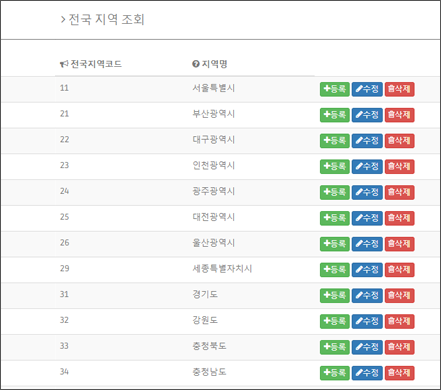 > 전국 지역 조회
전국지역코드 지역명
11 서울특별시 +등록 수정 삭제
21 부산광역시 +등록 수정 삭제
22 대구광역시 +등록 수정 삭제
23 인천광역시 +등록 수정 삭제
24 광주광역시 +등록 수정 삭제
25 대전광역시 +등록 수정 삭제
26 울산광역시 +등록 수정 삭제
29 세종특별자치시 +등록 수정 삭제
31 경기도 +등록 수정 삭제
32 강원도 +등록 수정 삭제
33 충청북도 +등록 수정 삭제
34 충청남도 +등록 수정 삭제